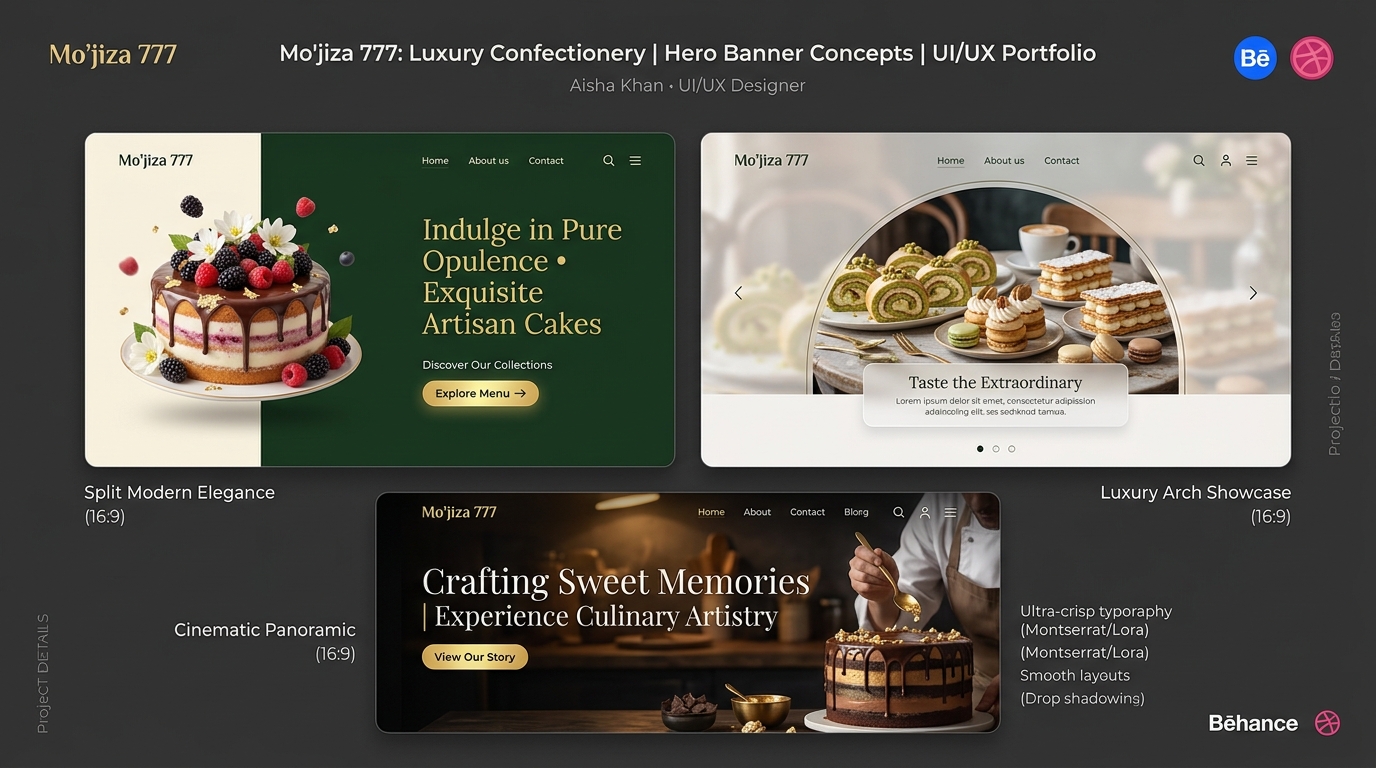 Mo'jiza 777
Mo'jiza 777: Luxury Confectionery | Hero Banner Concepts | UI/UX Portfolio
Aisha Khan • UI/UX Designer
Bē
Mo'jiza 777
Home About us Contact
Indulge in Pure
Opulence •
Exquisite
Artisan Cakes
Discover Our Collections
Explore Menu →
Split Modern Elegance
(16:9)
Mo'jiza 777
Home About us Contact
Taste the Extraordinary
Lorem ipsum delor sit emet, consectetur adipission
adaincoling elit, ses sedhknod tamua.
Luxury Arch Showcase
(16:9)
Mo'jiza 777
Home About Contact Blong
Crafting Sweet Memories
Experience Culinary Artistry
View Our Story
Cinematic Panoramic
(16:9)
Ultra-crisp typoraphy
(Montserrat/Lora)
(Montserrat/Lora)
Smooth layouts
(Drop shadowing)
Project DETAILS
Bēhance